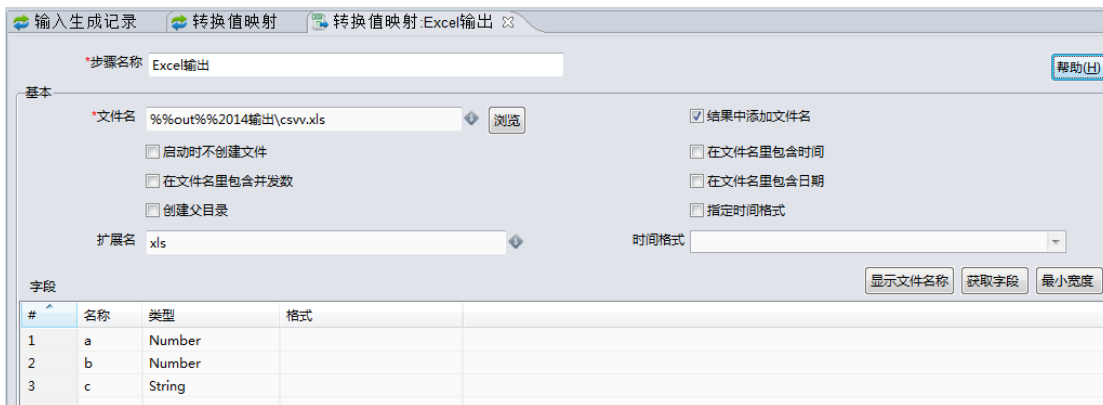 输入生成记录 转换值映射 转换值映射:Excel输出
*步骤名称 Excel输出 帮助(H)
基本
*文件名 %%out%%2014输出\csvv.xls 浏览 结果中添加文件名
启动时不创建文件 在文件名里包含时间
在文件名里包含并发数 在文件名里包含日期
创建父目录 指定时间格式
扩展名 xls 时间格式
字段 显示文件名称 获取字段 最小宽度
# 名称 类型 格式
1 a Number
2 b Number
3 c String